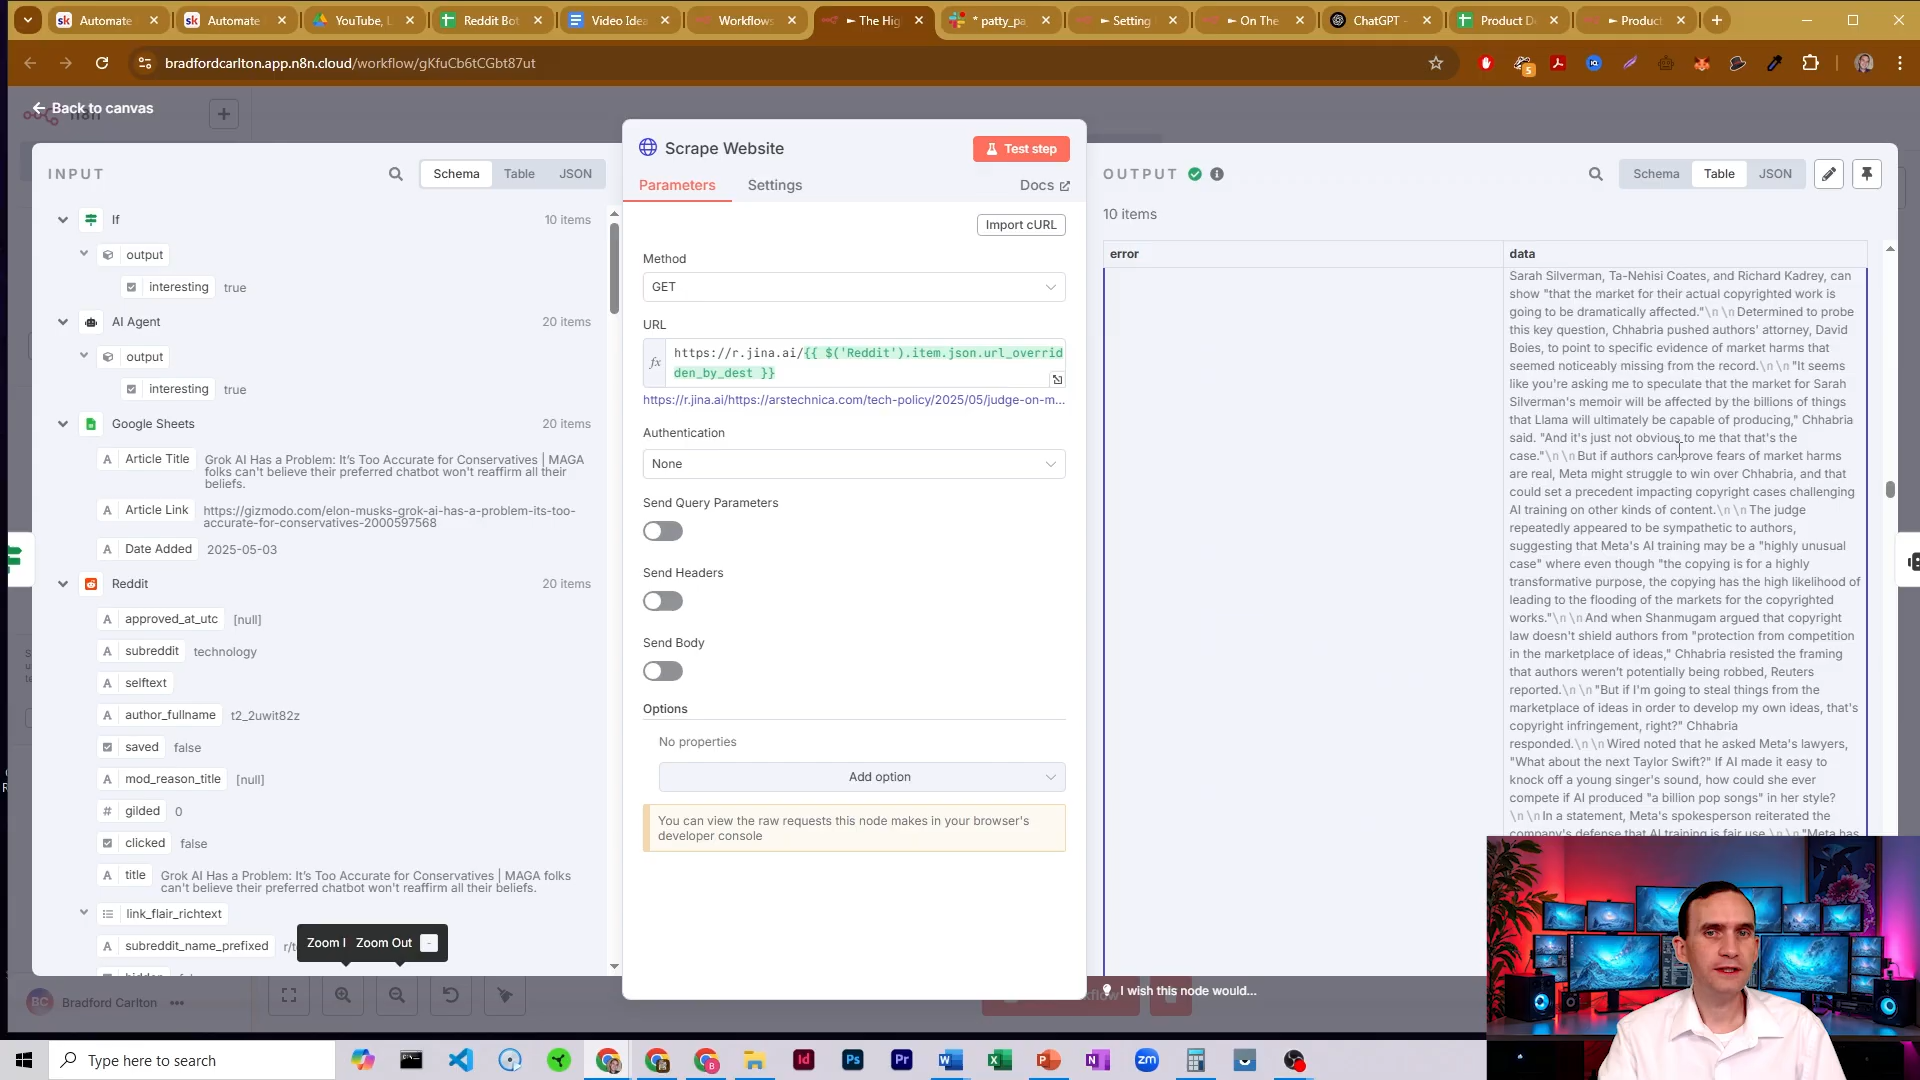 Automate
Automate
YouTube, L
Reddit Bot
Video Idea
Workflows
► The Hig
* patty_pa
► Setting
► On The
ChatGPT -
Product D
► Product
bradfordcarlton.app.n8n.cloud/workflow/gKfuCb6tCGbt87ut
Back to canvas
INPUT
Schema
Table
JSON
If
10 items
output
interesting
true
AI Agent
20 items
output
interesting
true
Google Sheets
20 items
Article Title
Grok AI Has a Problem: It's Too Accurate for Conservatives | MAGA
folks can't believe their preferred chatbot won't reaffirm all their
beliefs.
Article Link
https://gizmodo.com/elon-musks-grok-ai-has-a-problem-its-too-
accurate-for-conservatives-2000597568
Date Added
2025-05-03
Reddit
20 items
approved_at_utc
[null]
subreddit
technology
selftext
author_fullname
t2_2uwit82z
saved
false
mod_reason_title
[null]
gilded
0
clicked
false
title
Grok AI Has a Problem: It's Too Accurate for Conservatives | MAGA folks
can't believe their preferred chatbot won't reaffirm all their beliefs.
link_flair_richtext
subreddit_name_prefixed
Zoom I
Zoom Out
-
Bradford Carlton
BC
Scrape Website
Test step
Parameters
Settings
Docs
Import cURL
Method
GET
URL
fx
https://r.jina.ai/{{ $('Reddit').item.json.url_overrid
den_by_dest }}
https://r.jina.ai/https://arstechnica.com/tech-policy/2025/05/judge-on-m...
Authentication
None
Send Query Parameters
Send Headers
Send Body
Options
No properties
Add option
You can view the raw requests this node makes in your browser's
developer console
I wish this node would...
OUTPUT
Schema
Table
JSON
10 items
error
data
Sarah Silverman, Ta-Nehisi Coates, and Richard Kadrey, can
show "that the market for their actual copyrighted work is
going to be dramatically affected."\n\nDetermined to probe
this key question, Chhabria pushed authors' attorney, David
Boies, to point to specific evidence of market harms that
seemed noticeably missing from the record.\n\n"It seems
like you're asking me to speculate that the market for Sarah
Silverman's memoir will be affected by the billions of things
that Llama will ultimately be capable of producing," Chhabria
said. "And it's just not obvious to me that that's the
case."\n\nBut if authors can prove fears of market harms
are real, Meta might struggle to win over Chhabria, and that
could set a precedent impacting copyright cases challenging
AI training on other kinds of content.\n\nThe judge
repeatedly appeared to be sympathetic to authors,
suggesting that Meta's AI training may be a "highly unusual
case" where even though "the copying is for a highly
transformative purpose, the copying has the high likelihood of
leading to the flooding of the markets for the copyrighted
works."\n\nAnd when Shanmugam argued that copyright
law doesn't shield authors from "protection from competition
in the marketplace of ideas," Chhabria resisted the framing
that authors weren't potentially being robbed, Reuters
reported.\n\n"But if I'm going to steal things from the
marketplace of ideas in order to develop my own ideas, that's
copyright infringement, right?" Chhabria
responded.\n\nWired noted that he asked Meta's lawyers,
"What about the next Taylor Swift?" If AI made it easy to
knock off a young singer's sound, how could she ever
compete if AI produced "a billion pop songs" in her style?
\n\nIn a statement, Meta's spokesperson reiterated the
company's defense that AI training is fair use.\n\n"Meta has
Type here to search